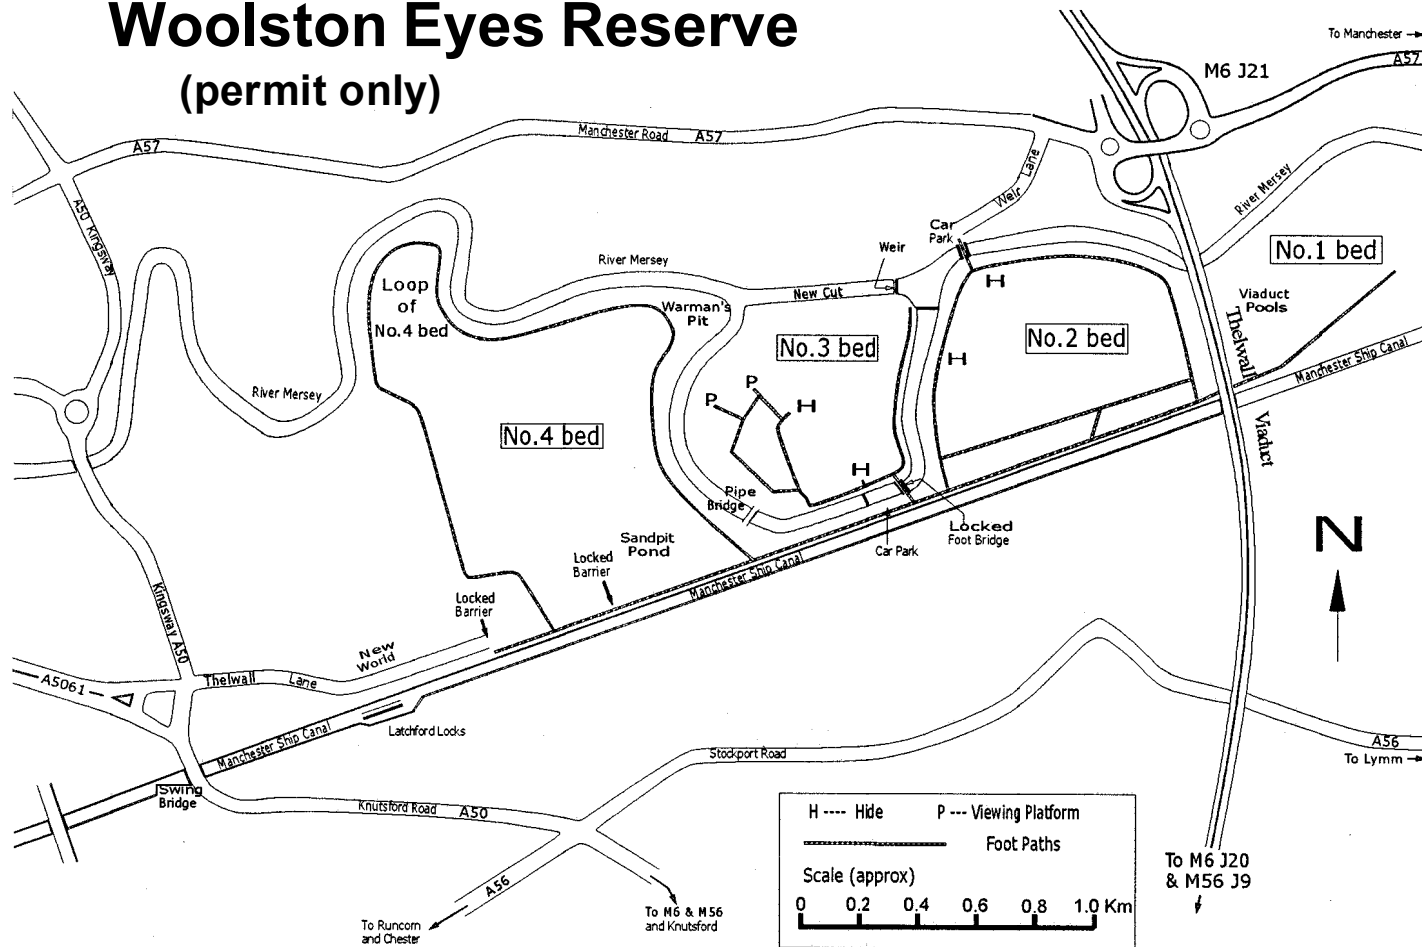 Woolston Eyes Reserve
(permit only)
To Manchester
A57
M6 J21
Manchester Road
A57
A57
Weir Lane
River Mersey
A50 Kingsway
Car
Park
Weir
No.1 bed
River Mersey
Loop
of
No.4 bed
H
New Cut
Viaduct
Pools
Warman's
Pit
Thelwall
Viaduct
No.2 bed
No.3 bed
H
Manchester Ship Canal
River Mersey
P
P
H
No.4 bed
H
Pipe
Bridge
Locked
Foot Bridge
Car Park
N
Sandpit
Pond
Locked
Barrier
Manchester Ship Canal
Locked
Barrier
Kingsway A50
New
World
Thelwall Lane
A5061
Latchford Locks
Manchester Ship Canal
Stockport Road
A56
To Lymm
Swing
Bridge
Knutsford Road A50
H ---- Hide
P --- Viewing Platform
Foot Paths
Scale (approx)
0 0.2 0.4 0.6 0.8 1.0 Km
To M6 J20
& M56 J9
A56
To Runcorn
and Chester
To M6 & M56
and Knutsford